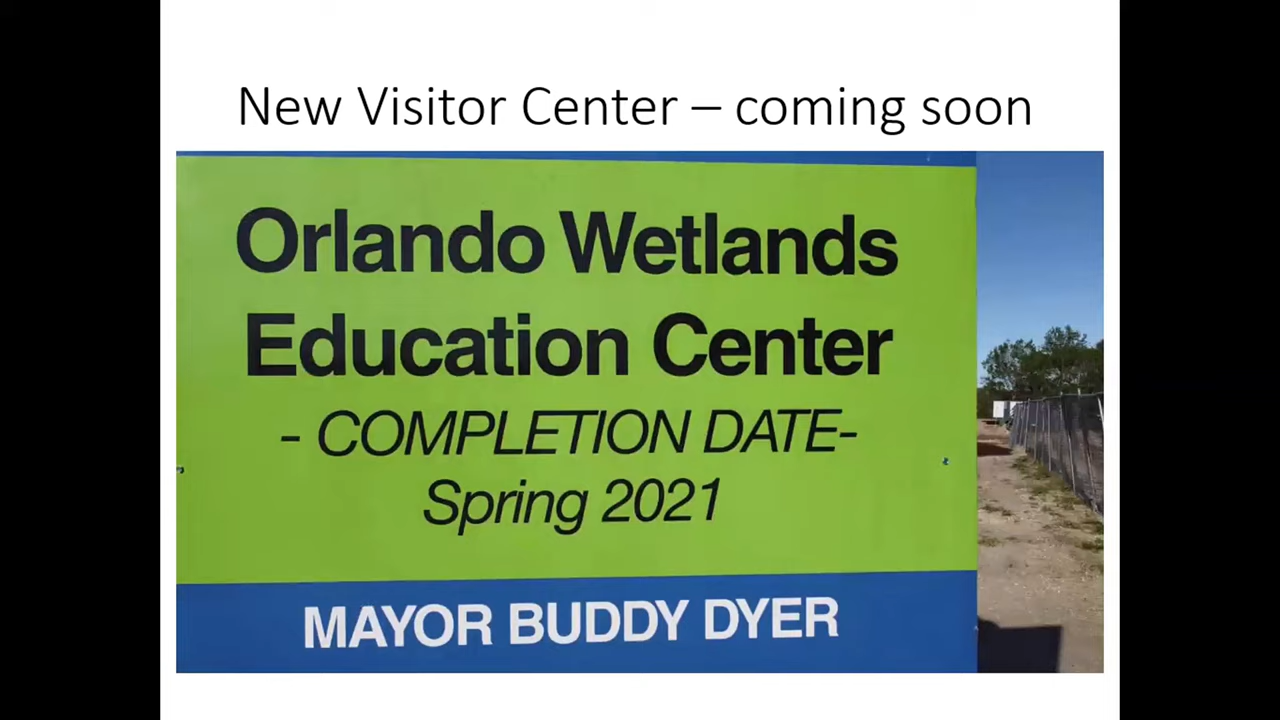 New Visitor Center – coming soon
Orlando Wetlands
Education Center
- COMPLETION DATE-
Spring 2021
MAYOR BUDDY DYER